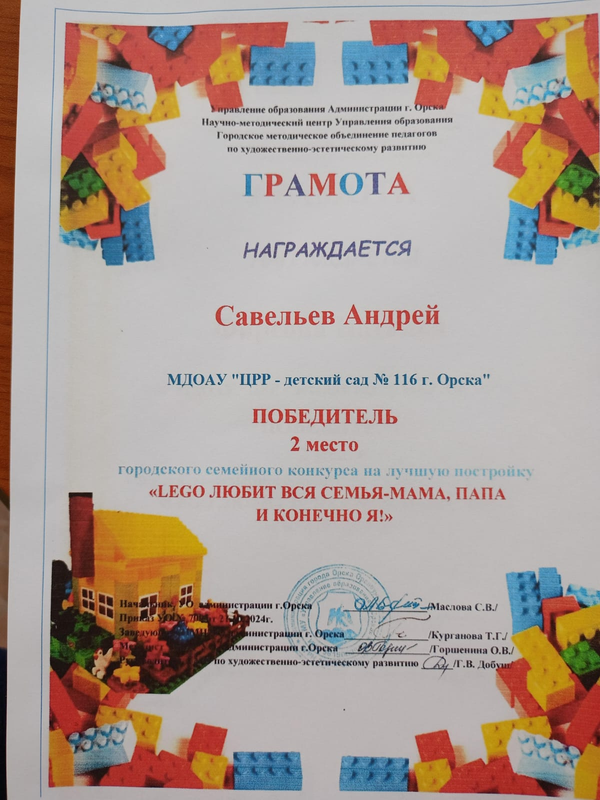 Управление образования Администрации г. Орска
Научно-методический центр Управления образования
Городское методическое объединение педагогов
по художественно-эстетическому развитию
ГРАМОТА
НАГРАЖДАЕТСЯ
Савельев Андрей
МДОАУ "ЦРР - детский сад № 116 г. Орска"
ПОБЕДИТЕЛЬ
2 место
городского семейного конкурса на лучшую постройку
«LEGO ЛЮБИТ ВСЯ СЕМЬЯ-МАМА, ПАПА
И КОНЕЧНО Я!»
УО администрации г.Орска /Маслова С.В./
Приказ 2024г.
администрации г. Орска /Курганова Т.Г./
администрации г.Орска /Горшенина О.В./
по художественно-эстетическому развитию /Г.В. Добуш/